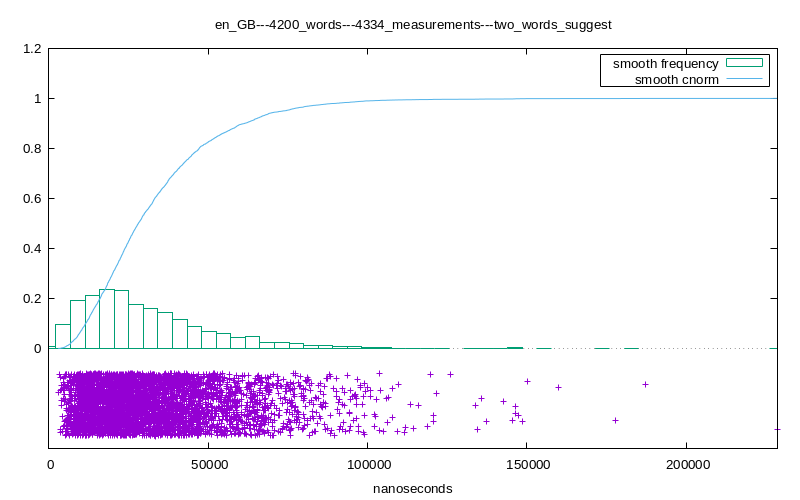 en_GB---4200_words---4334_measurements---two_words_suggest
1.2
smooth frequency
smooth cnorm
1
0.8
0.6
0.4
0.2
0
0 50000 100000 150000 200000
nanoseconds